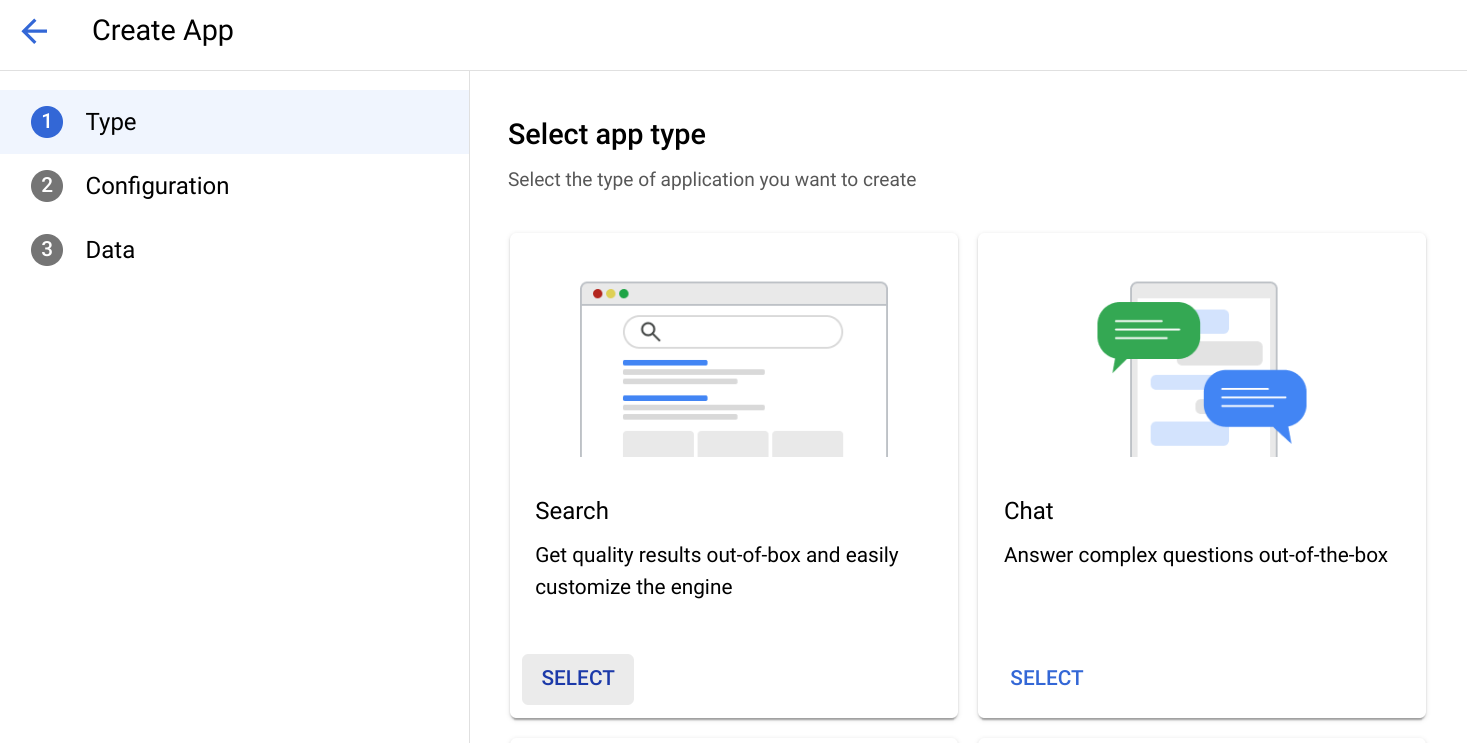 Create App
1 Type
2 Configuration
3 Data
Select app type
Select the type of application you want to create
Search
Get quality results out-of-box and easily
customize the engine
SELECT
Chat
Answer complex questions out-of-the-box
SELECT